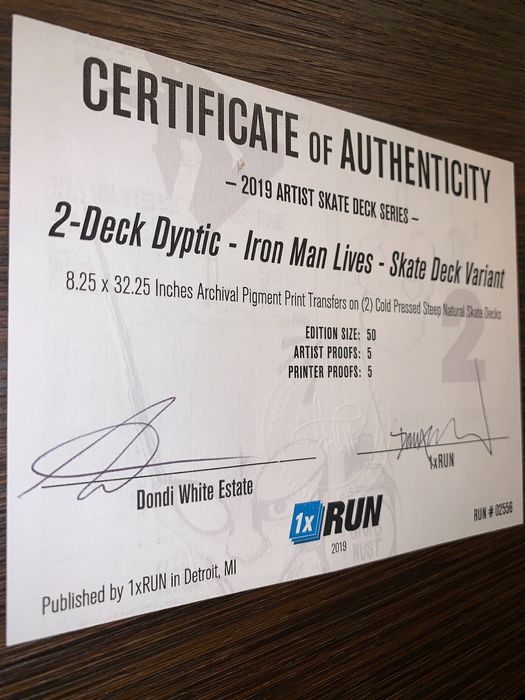 CERTIFICATE OF AUTHENTICITY
– 2019 ARTIST SKATE DECK SERIES –
2-Deck Dyptic - Iron Man Lives - Skate Deck Variant
8.25 x 32.25 Inches Archival Pigment Print Transfers on (2) Cold Pressed Steep Natural Skate Decks
EDITION SIZE: 50
ARTIST PROOFS: 5
PRINTER PROOFS: 5
Dondi White Estate
1xRUN
1x RUN
2019
RUN # 02556
Published by 1xRUN in Detroit, MI